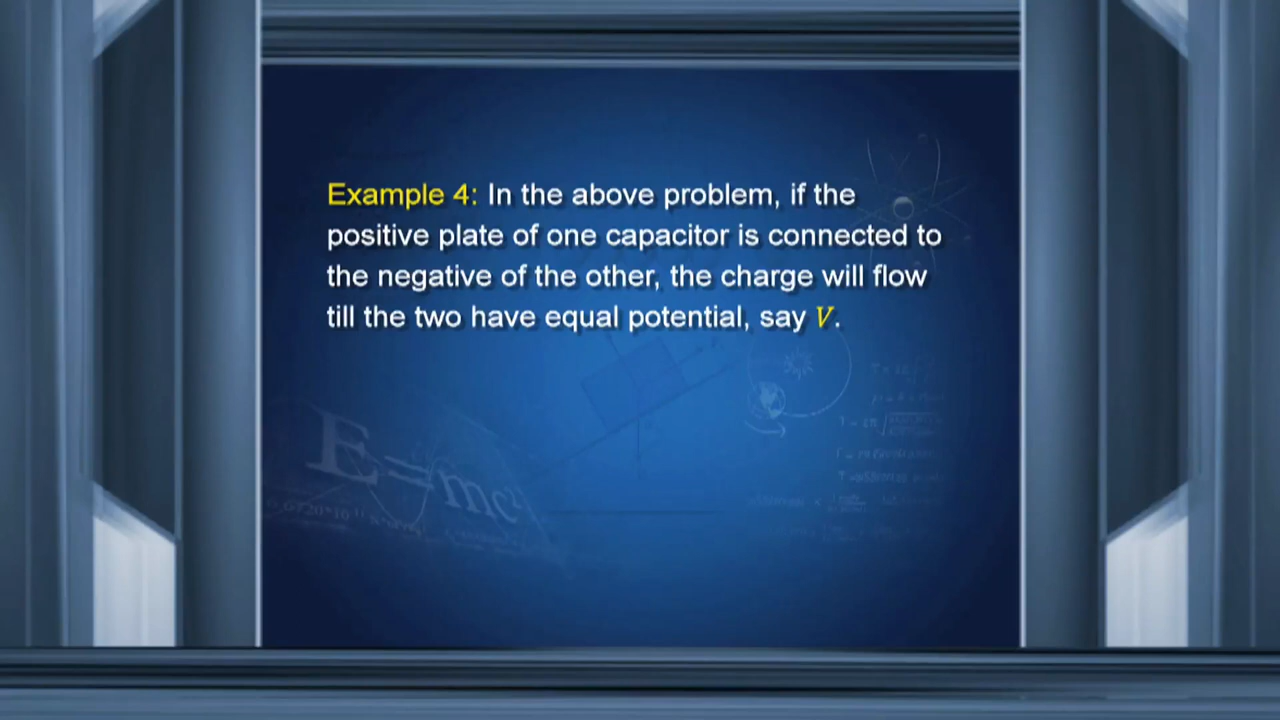 Example 4: In the above problem, if the
positive plate of one capacitor is connected to
the negative of the other, the charge will flow
till the two have equal potential, say V.
E=mc²